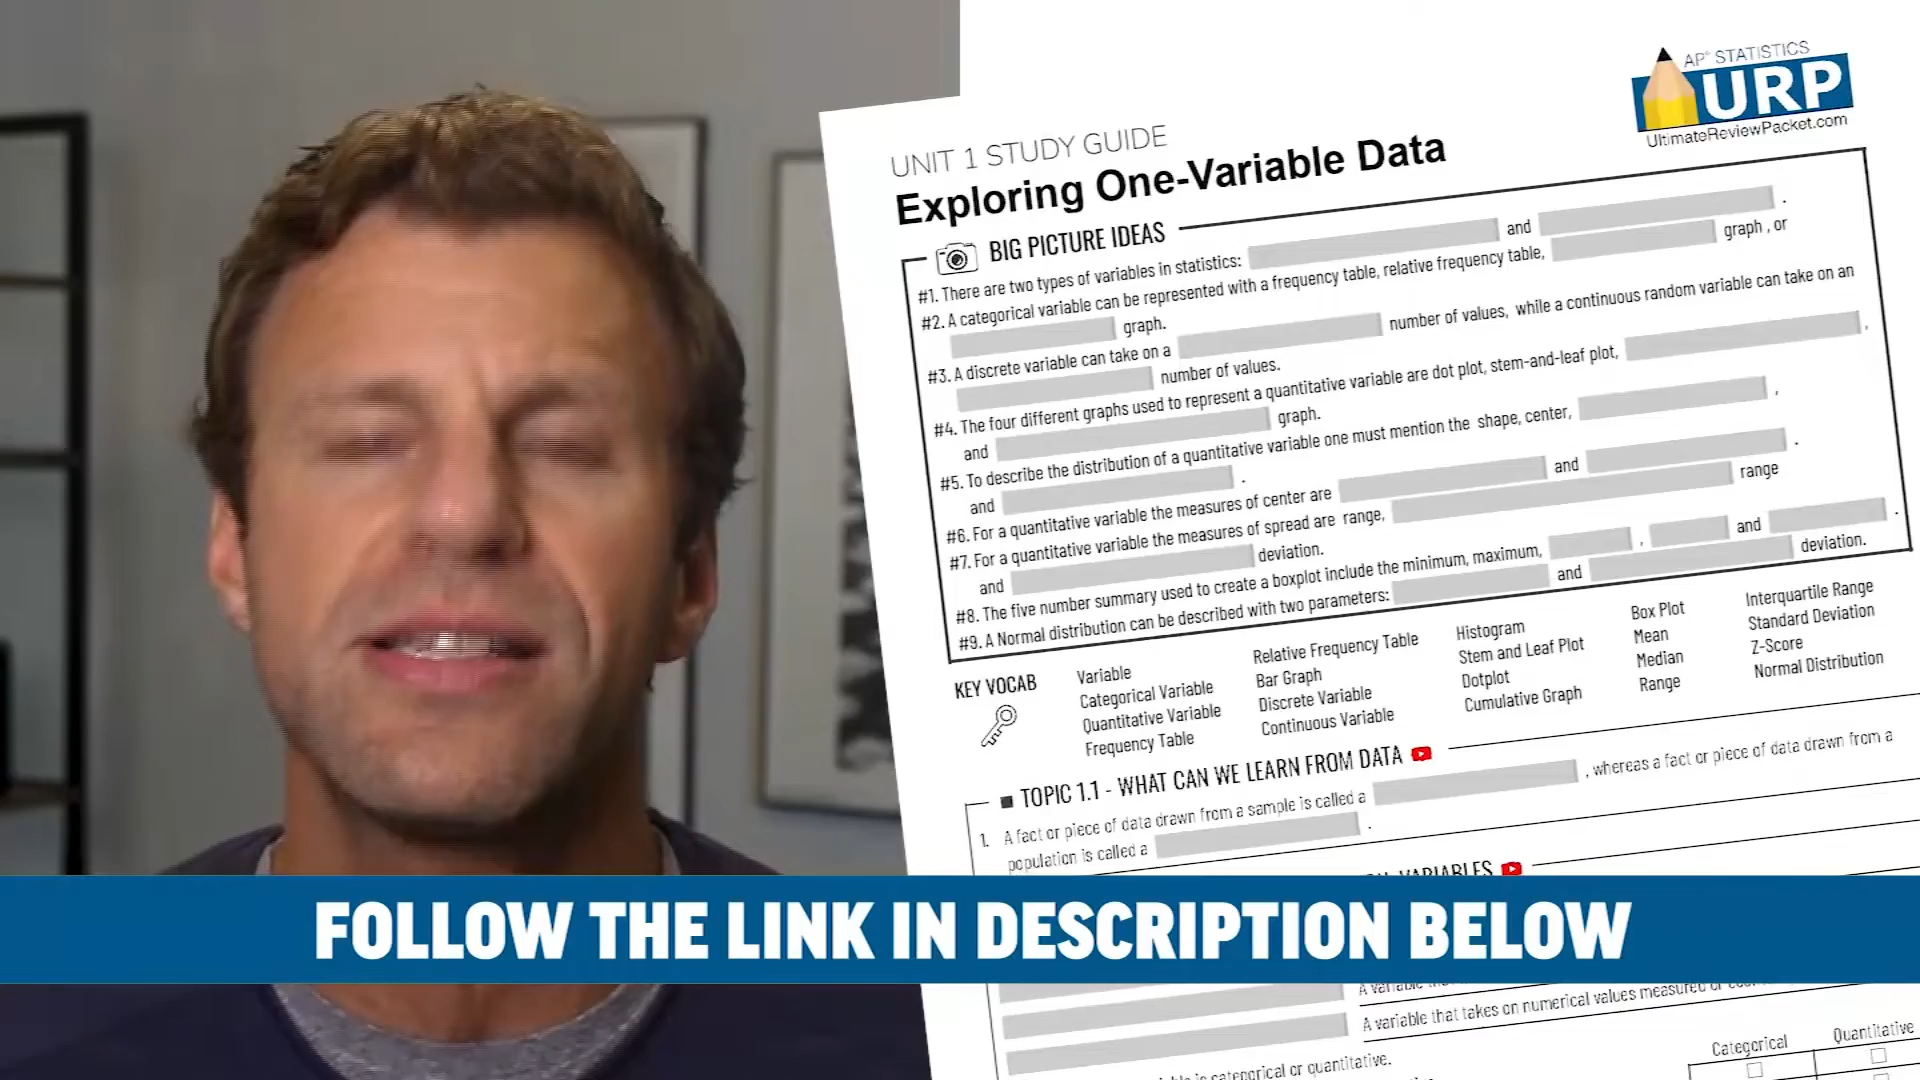 AP® STATISTICS
URP
UltimateReviewPacket.com
UNIT 1 STUDY GUIDE
Exploring One-Variable Data
BIG PICTURE IDEAS
#1. There are two types of variables in statistics: and .
#2. A categorical variable can be represented with a frequency table, relative frequency table, graph , or
graph.
#3. A discrete variable can take on a number of values, while a continuous random variable can take on an
number of values.
#4. The four different graphs used to represent a quantitative variable are dot plot, stem-and-leaf plot, ,
and graph.
#5. To describe the distribution of a quantitative variable one must mention the shape, center, ,
and .
#6. For a quantitative variable the measures of center are and .
#7. For a quantitative variable the measures of spread are range, range
and deviation.
#8. The five number summary used to create a boxplot include the minimum, maximum, , and .
#9. A Normal distribution can be described with two parameters: and deviation.
KEY VOCAB
Variable
Categorical Variable
Quantitative Variable
Frequency Table
Relative Frequency Table
Bar Graph
Discrete Variable
Continuous Variable
Histogram
Stem and Leaf Plot
Dotplot
Cumulative Graph
Box Plot
Mean
Median
Range
Interquartile Range
Standard Deviation
Z-Score
Normal Distribution
TOPIC 1.1 - WHAT CAN WE LEARN FROM DATA
1. A fact or piece of data drawn from a sample is called a , whereas a fact or piece of data drawn from a
population is called a .
VARIABLES
FOLLOW THE LINK IN DESCRIPTION BELOW
A variable
A variable that takes on numerical values measured or
is categorical or quantitative.
Categorical
Quantitative